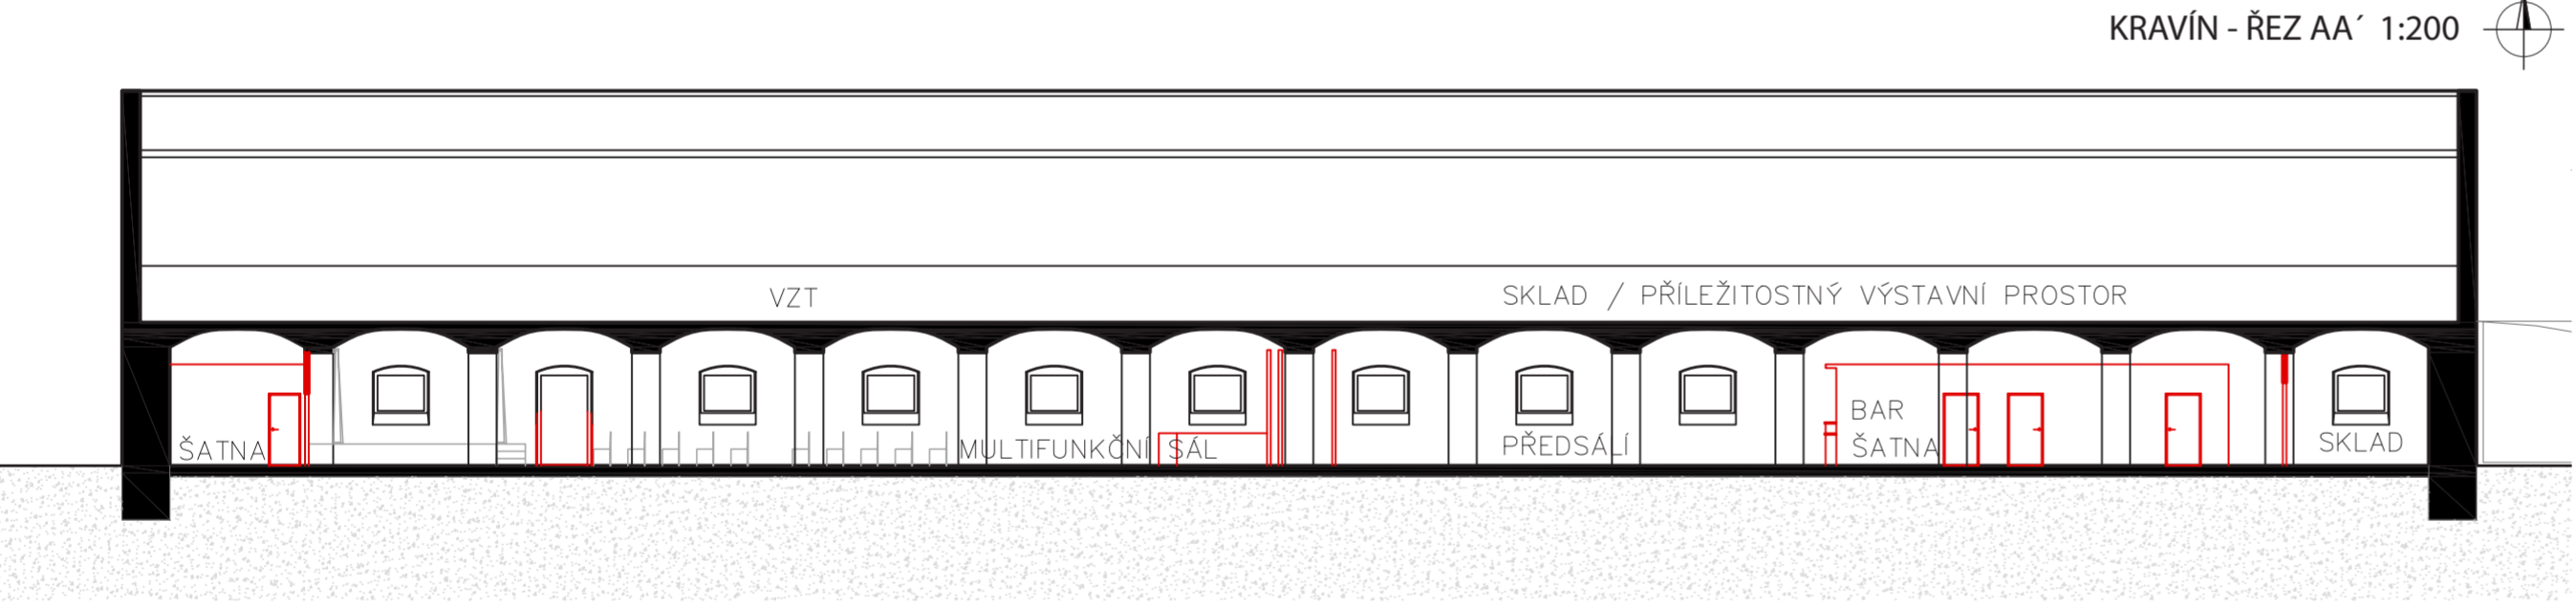 KRAVÍN - ŘEZ AA´ 1:200
VZT
SKLAD / PŘÍLEŽITOSTNÝ VÝSTAVNÍ PROSTOR
ŠATNA
MULTIFUNKČNÍ SÁL
PŘEDSÁLÍ
BAR
ŠATNA
SKLAD